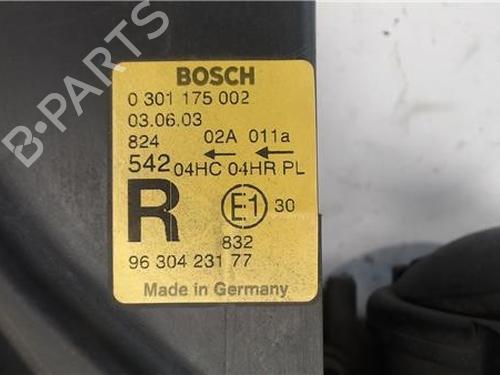 BOSCH
0 301 175 002
03.06.03
824 02A 011a
542 04HC 04HR PL
R E1 30
832
96 304 231 77
Made in Germany